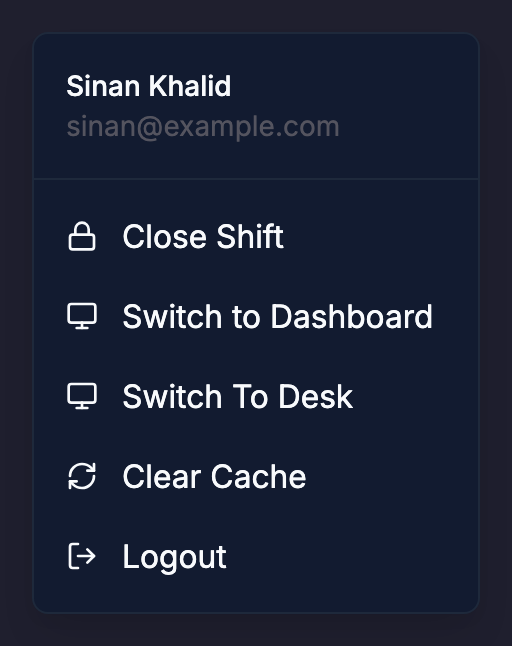 Sinan Khalid
sinan@example.com
Close Shift
Switch to Dashboard
Switch To Desk
Clear Cache
Logout